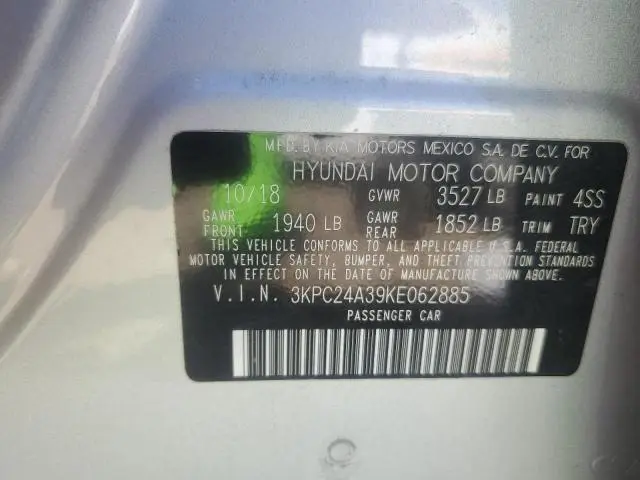 MFD. BY KIA MOTORS MEXICO S.A. DE C.V. FOR
HYUNDAI MOTOR COMPANY
10/18 GVWR 3527 LB PAINT 4SS
GAWR FRONT 1940 LB GAWR REAR 1852 LB TRIM TRY
THIS VEHICLE CONFORMS TO ALL APPLICABLE U.S.A. FEDERAL
MOTOR VEHICLE SAFETY, BUMPER, AND THEFT PREVENTION STANDARDS
IN EFFECT ON THE DATE OF MANUFACTURE SHOWN ABOVE.
V.I.N. 3KPC24A39KE062885
PASSENGER CAR